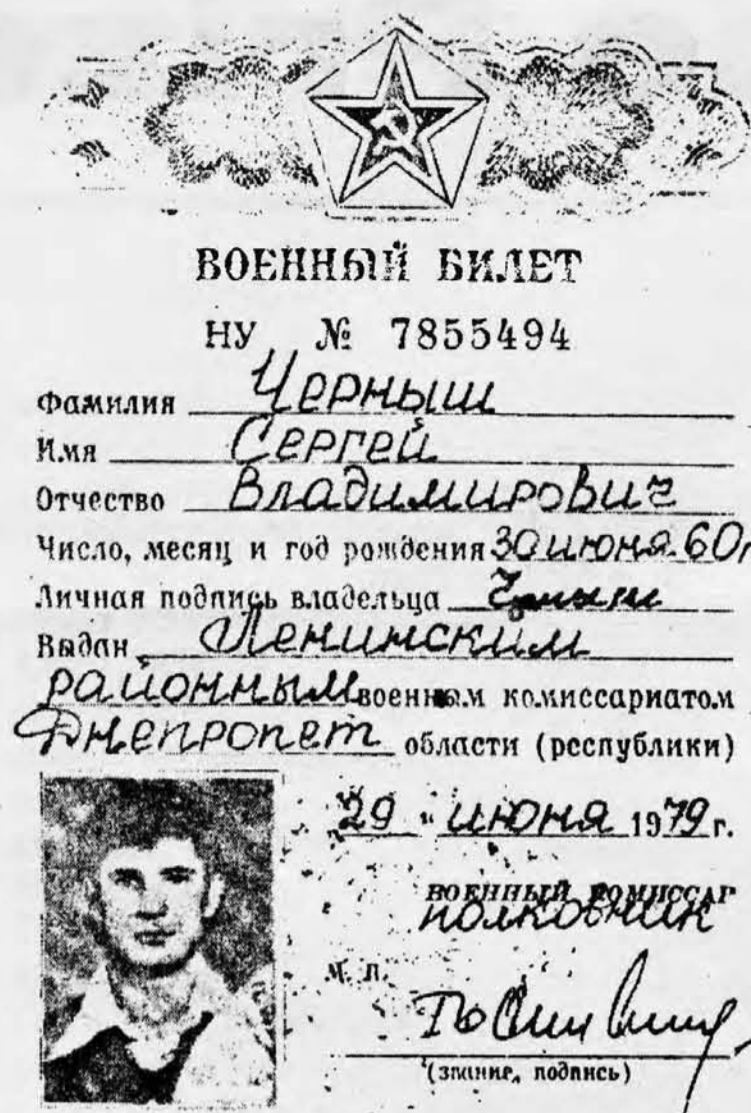 ВОЕННЫЙ БИЛЕТ
НУ № 7855494
Фамилия Черныш
Имя Сергей
Отчество Владимирович
Число, месяц и год рождения 30 июня 60г
Личная подпись владельца
Выдан Ленинским
районным военным комиссариатом
Днепропет области (республики)
29 " июня 1979 г.
ВОЕННЫЙ КОМИССАР
полковник
М. П.
(звание, подпись)